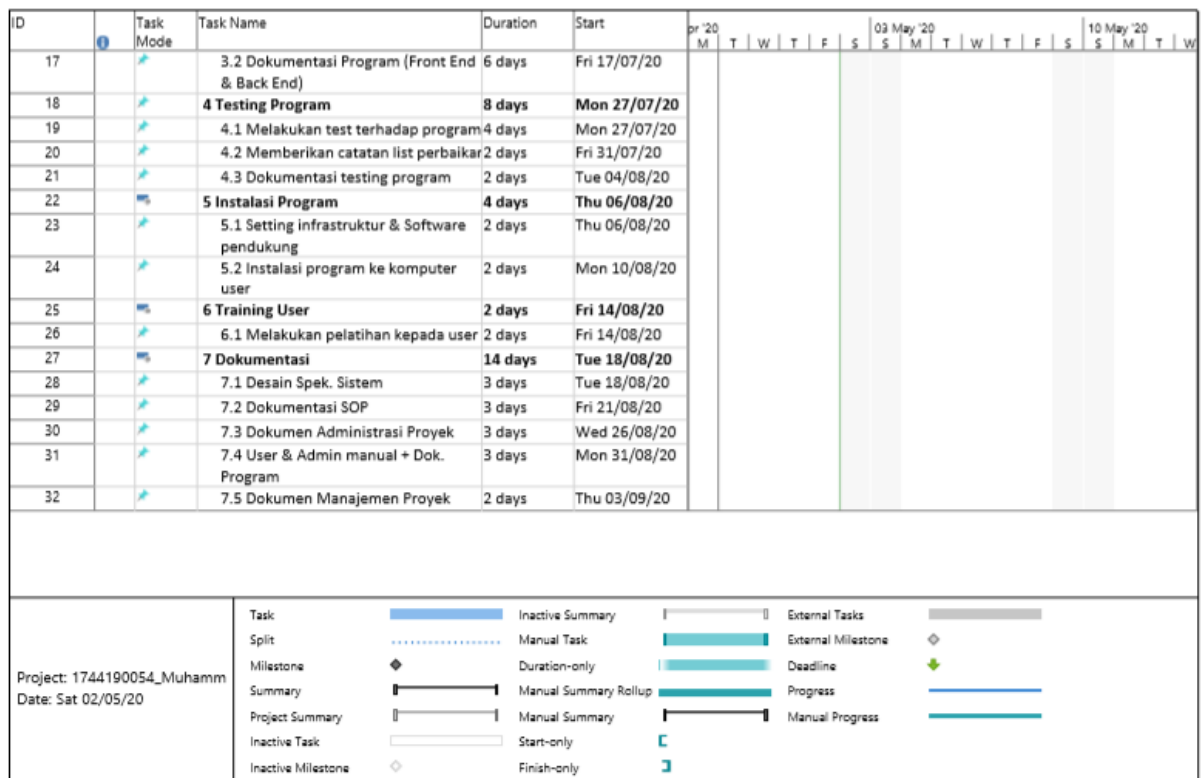 ID Task Mode Task Name Duration Start pr '20 03 May '20 10 May '20
M T W T F S S M T W T F S S M T W
17 3.2 Dokumentasi Program (Front End & Back End) 6 days Fri 17/07/20
18 4 Testing Program 8 days Mon 27/07/20
19 4.1 Melakukan test terhadap program 4 days Mon 27/07/20
20 4.2 Memberikan catatan list perbaikan 2 days Fri 31/07/20
21 4.3 Dokumentasi testing program 2 days Tue 04/08/20
22 5 Instalasi Program 4 days Thu 06/08/20
23 5.1 Setting infrastruktur & Software pendukung 2 days Thu 06/08/20
24 5.2 Instalasi program ke komputer user 2 days Mon 10/08/20
25 6 Training User 2 days Fri 14/08/20
26 6.1 Melakukan pelatihan kepada user 2 days Fri 14/08/20
27 7 Dokumentasi 14 days Tue 18/08/20
28 7.1 Desain Spek. Sistem 3 days Tue 18/08/20
29 7.2 Dokumentasi SOP 3 days Fri 21/08/20
30 7.3 Dokumen Administrasi Proyek 3 days Wed 26/08/20
31 7.4 User & Admin manual + Dok. Program 3 days Mon 31/08/20
32 7.5 Dokumen Manajemen Proyek 2 days Thu 03/09/20
Project: 1744190054_Muhamm
Date: Sat 02/05/20
Task Inactive Summary External Tasks
Split Manual Task External Milestone
Milestone Duration-only Deadline
Summary Manual Summary Rollup Progress
Project Summary Manual Summary Manual Progress
Inactive Task Start-only
Inactive Milestone Finish-only